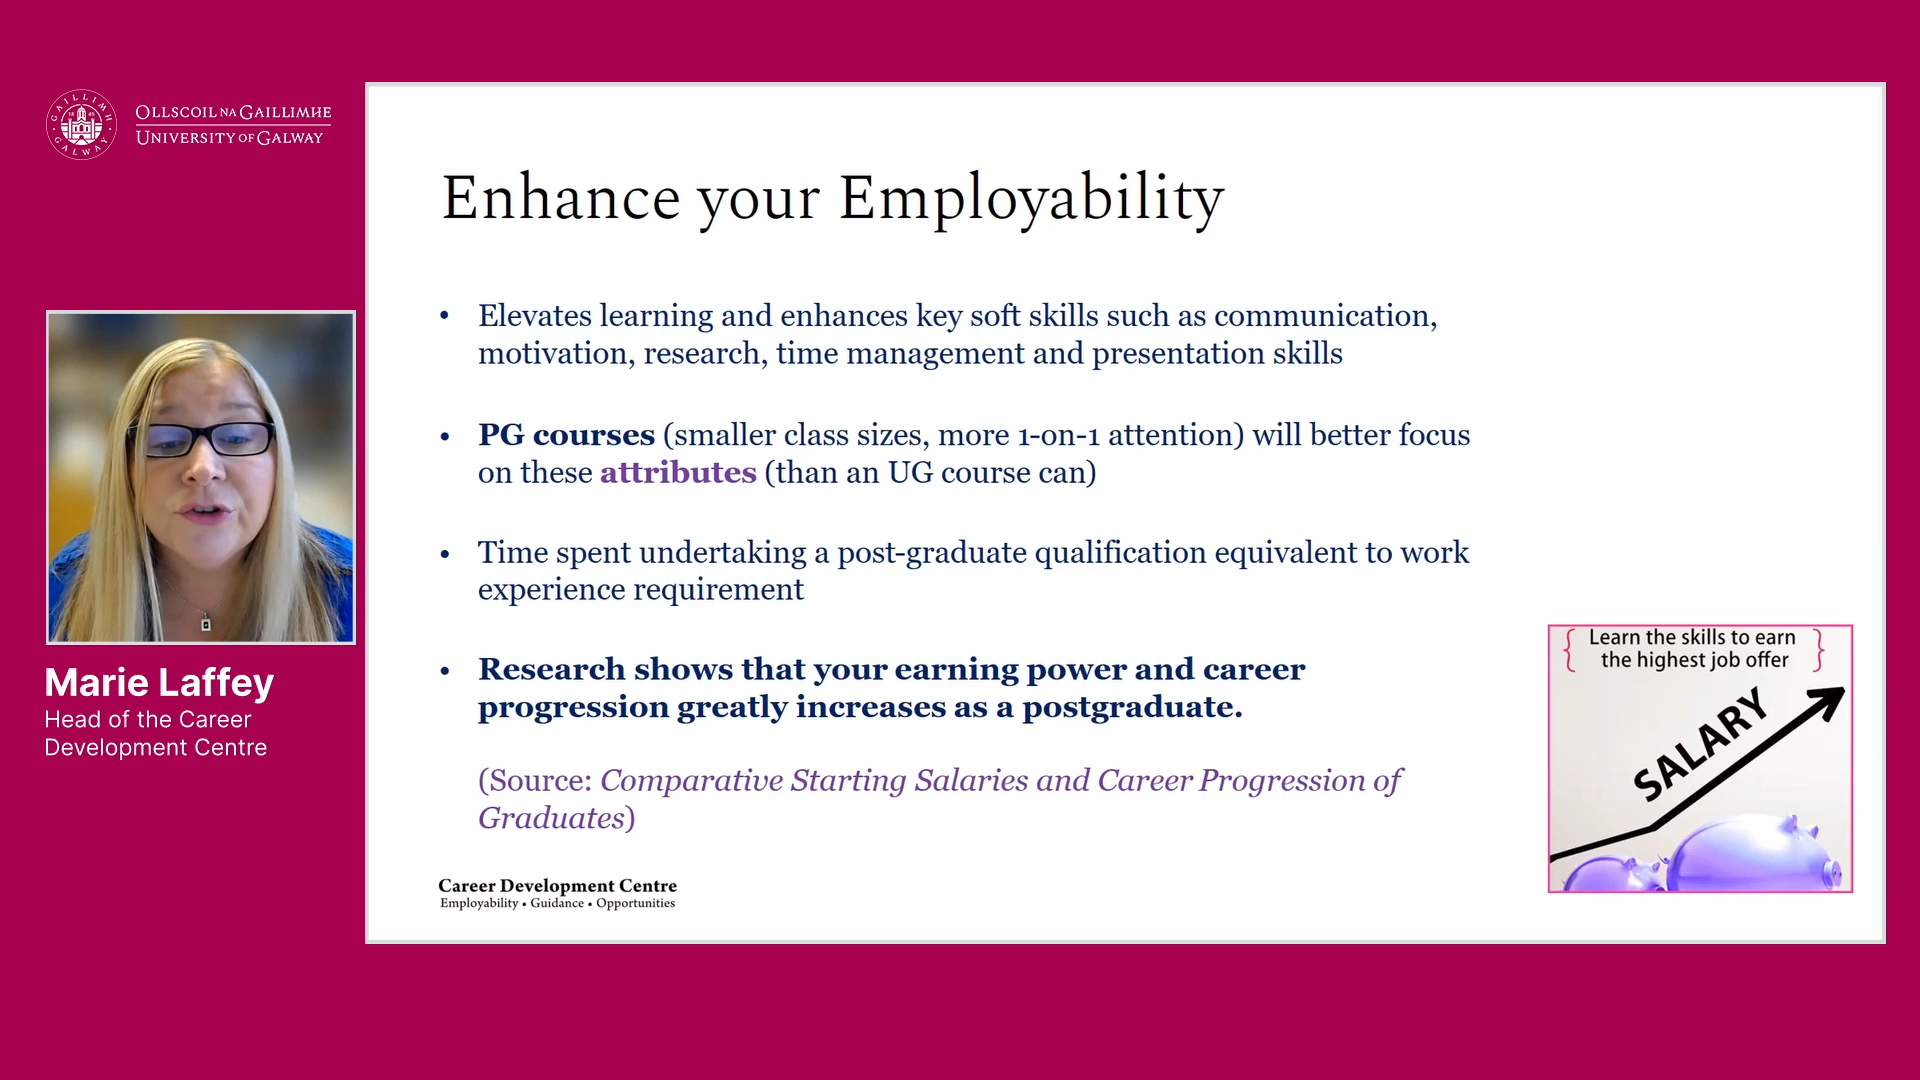 OLLSCOIL NA GAILLIMHE
UNIVERSITY OF GALWAY
GAILLIMH
1845
GALWAY
Marie Laffey
Head of the Career
Development Centre
Enhance your Employability
• Elevates learning and enhances key soft skills such as communication,
motivation, research, time management and presentation skills
• PG courses (smaller class sizes, more 1-on-1 attention) will better focus
on these attributes (than an UG course can)
• Time spent undertaking a post-graduate qualification equivalent to work
experience requirement
• Research shows that your earning power and career
progression greatly increases as a postgraduate.
(Source: Comparative Starting Salaries and Career Progression of
Graduates)
{ Learn the skills to earn
the highest job offer }
SALARY
Career Development Centre
Employability • Guidance • Opportunities